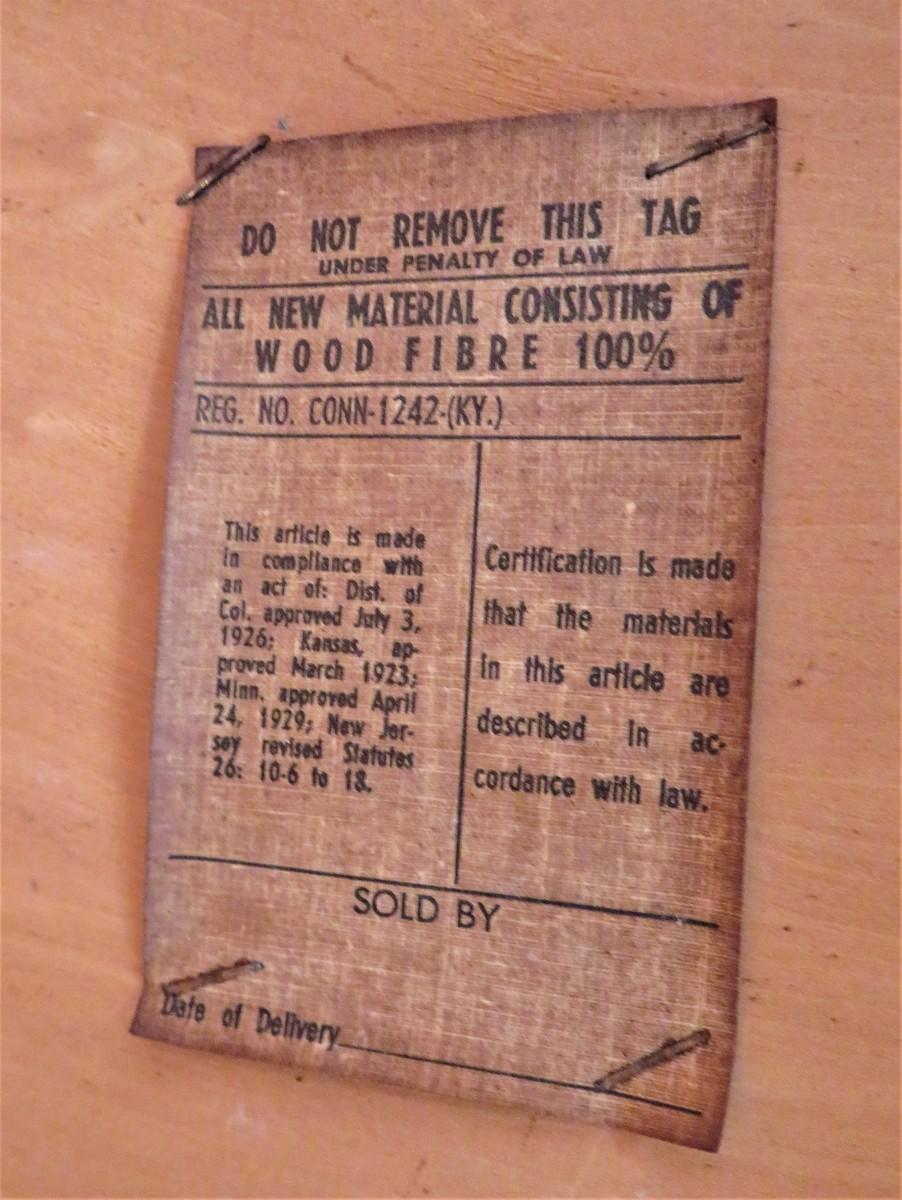 DO NOT REMOVE THIS TAG
UNDER PENALTY OF LAW
ALL NEW MATERIAL CONSISTING OF
WOOD FIBRE 100%
REG. NO. CONN-1242-(KY.)
This article is made
in compliance with
an act of: Dist. of
Col. approved July 3,
1926; Kansas, ap-
proved March 1923;
Minn. approved April
24, 1929; New Jer-
sey revised Statutes
26: 10-6 to 18.
Certification is made
that the materials
in this article are
described in ac-
cordance with law.
SOLD BY
Date of Delivery